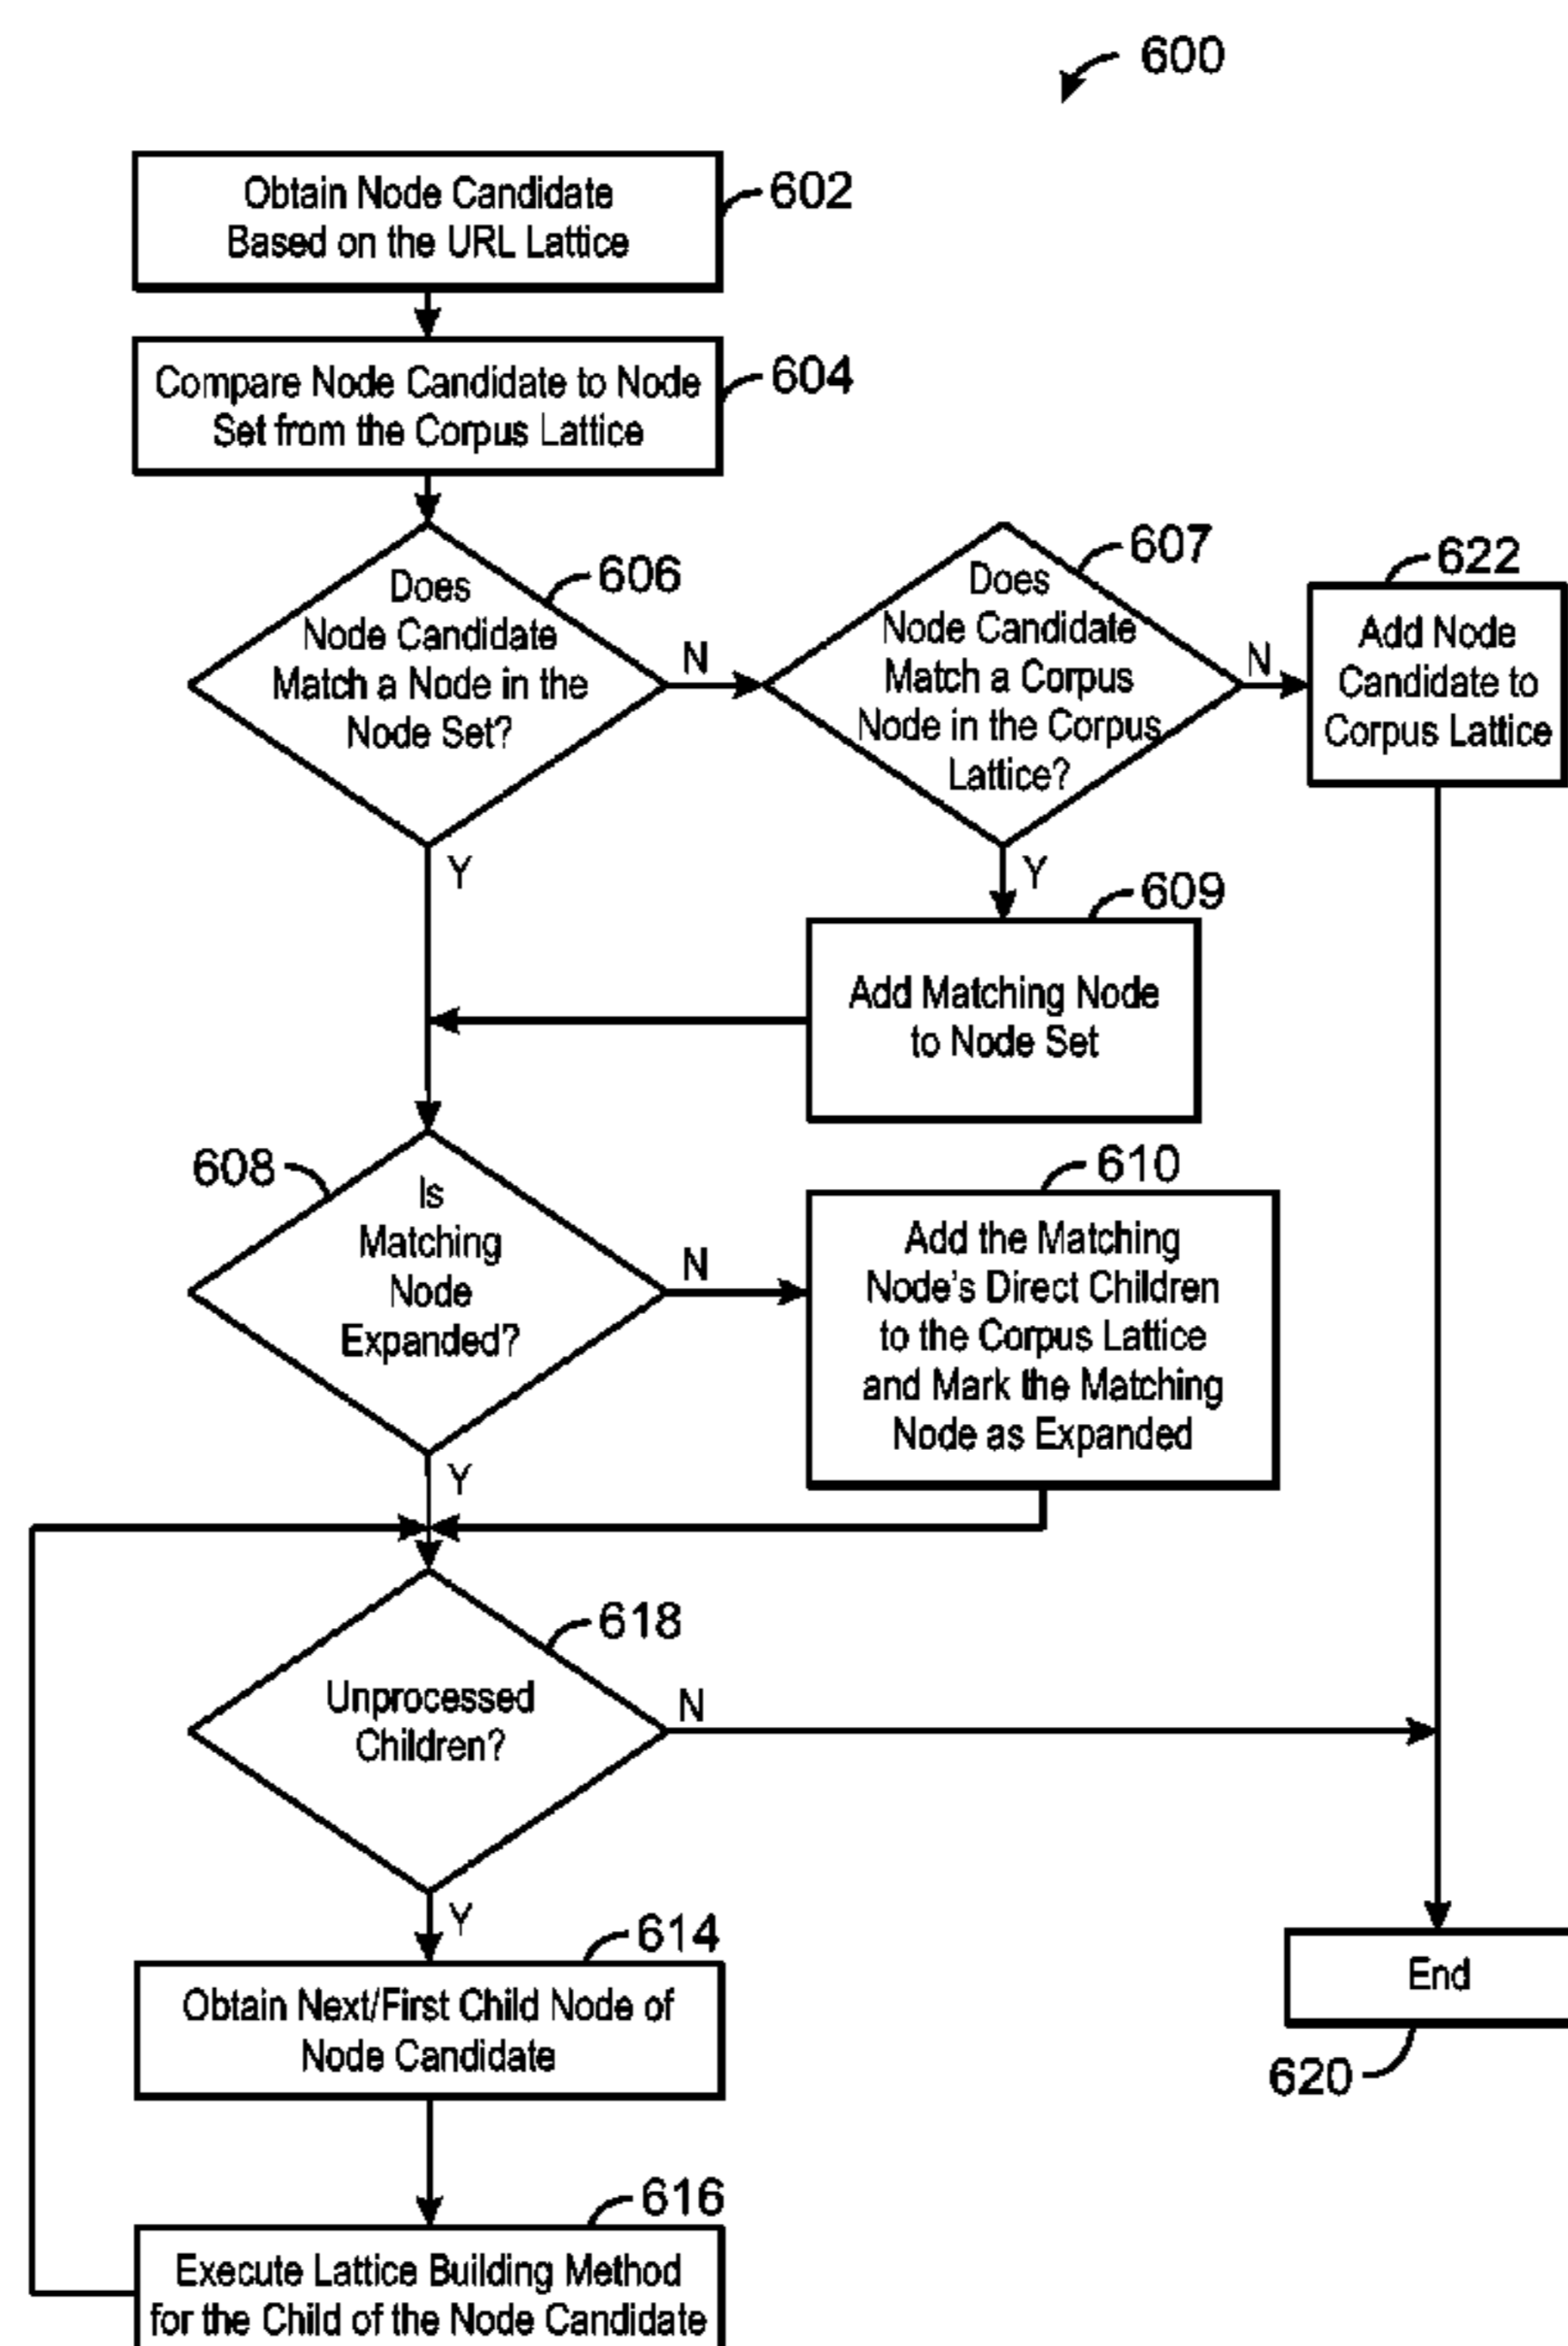 600
Obtain Node Candidate
Based on the URL Lattice
602
Compare Node Candidate to Node
Set from the Corpus Lattice
604
Does
Node Candidate
Match a Node in the
Node Set?
606
N
Y
Does
Node Candidate
Match a Corpus
Node in the Corpus
Lattice?
607
N
Y
622
Add Node
Candidate to
Corpus Lattice
609
Add Matching Node
to Node Set
608
Is
Matching
Node
Expanded?
N
Y
610
Add the Matching
Node's Direct Children
to the Corpus Lattice
and Mark the Matching
Node as Expanded
618
Unprocessed
Children?
N
Y
614
Obtain Next/First Child Node of
Node Candidate
End
620
616
Execute Lattice Building Method
for the Child of the Node Candidate